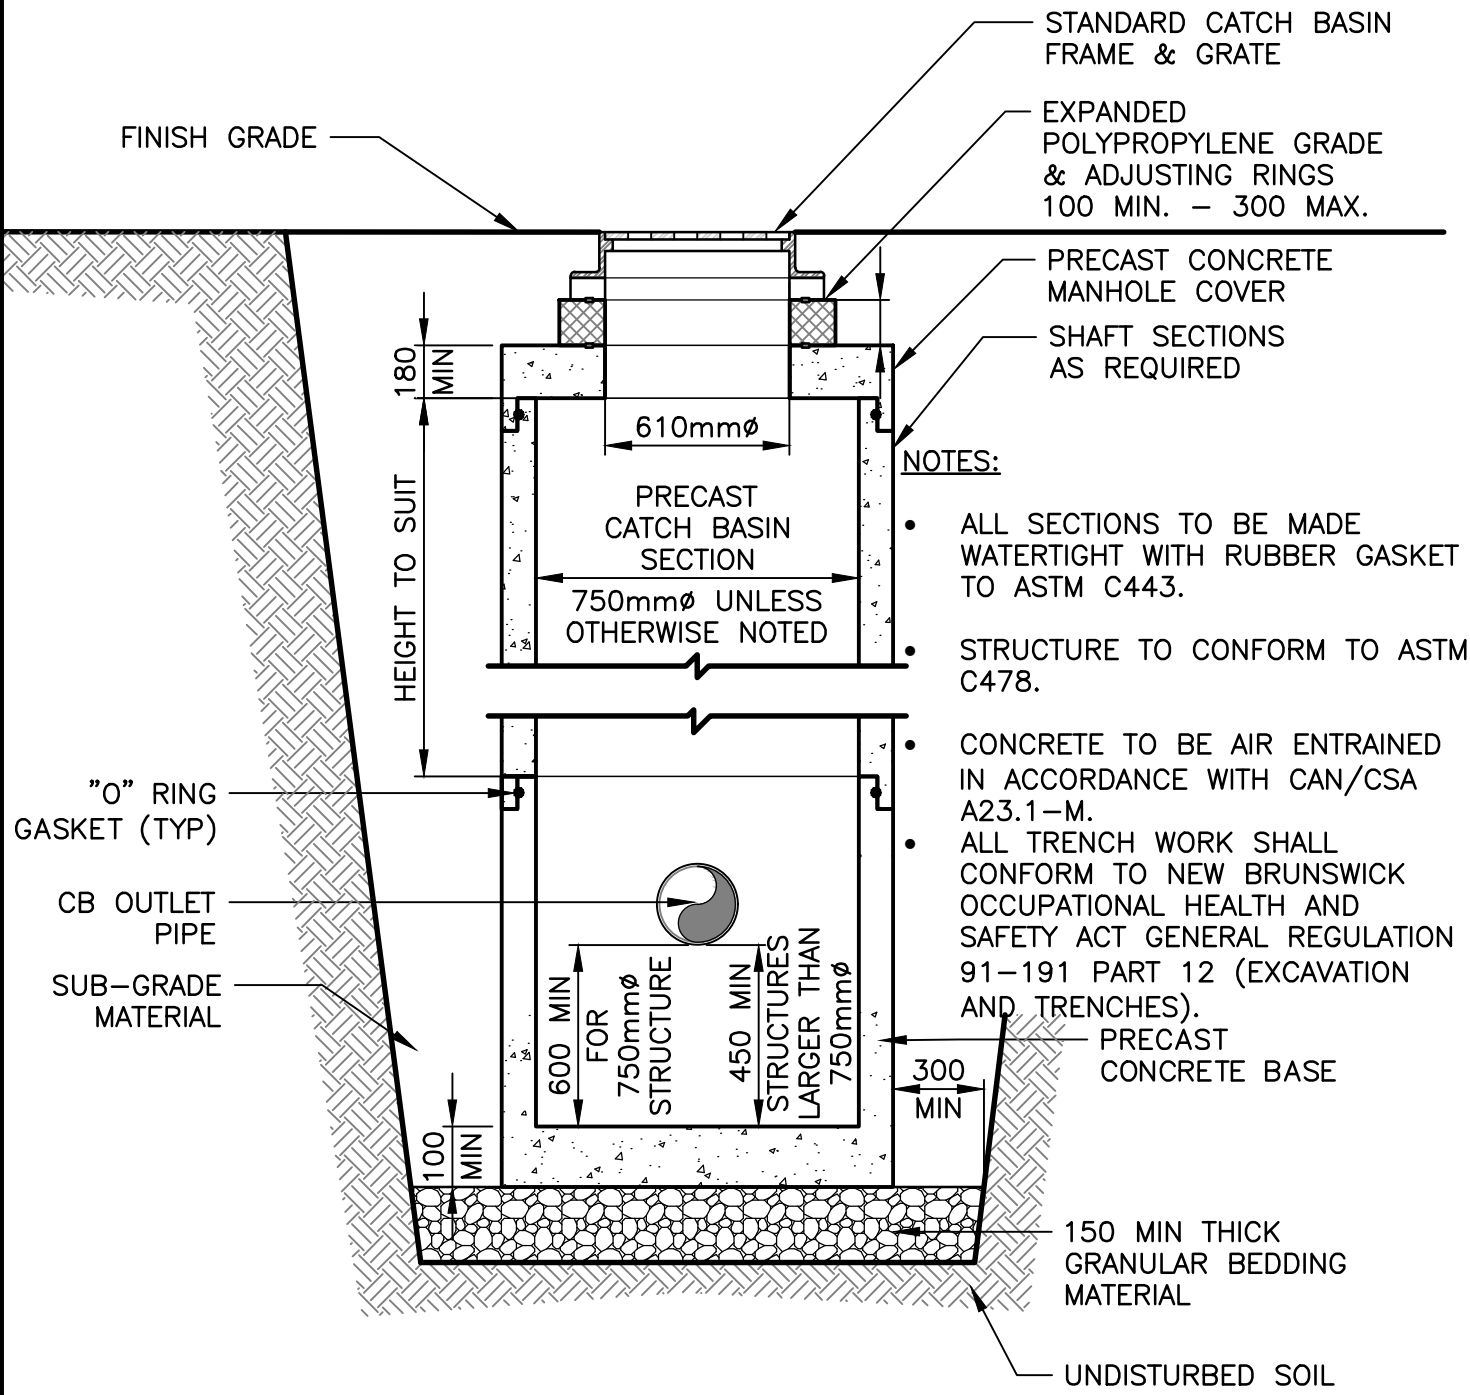 STANDARD CATCH BASIN
FRAME & GRATE
EXPANDED
POLYPROPYLENE GRADE
& ADJUSTING RINGS
100 MIN. – 300 MAX.
FINISH GRADE
PRECAST CONCRETE
MANHOLE COVER
SHAFT SECTIONS
AS REQUIRED
180
MIN
610mmø
HEIGHT TO SUIT
PRECAST
CATCH BASIN
SECTION
750mmø UNLESS
OTHERWISE NOTED
NOTES:
• ALL SECTIONS TO BE MADE
WATERTIGHT WITH RUBBER GASKET
TO ASTM C443.
• STRUCTURE TO CONFORM TO ASTM
C478.
• CONCRETE TO BE AIR ENTRAINED
IN ACCORDANCE WITH CAN/CSA
A23.1–M.
• ALL TRENCH WORK SHALL
CONFORM TO NEW BRUNSWICK
OCCUPATIONAL HEALTH AND
SAFETY ACT GENERAL REGULATION
91–191 PART 12 (EXCAVATION
AND TRENCHES).
"O" RING
GASKET (TYP)
CB OUTLET
PIPE
SUB–GRADE
MATERIAL
600 MIN
FOR
750mmø
STRUCTURE
450 MIN
STRUCTURES
LARGER THAN
750mmø
PRECAST
CONCRETE BASE
300
MIN
100
MIN
150 MIN THICK
GRANULAR BEDDING
MATERIAL
UNDISTURBED SOIL